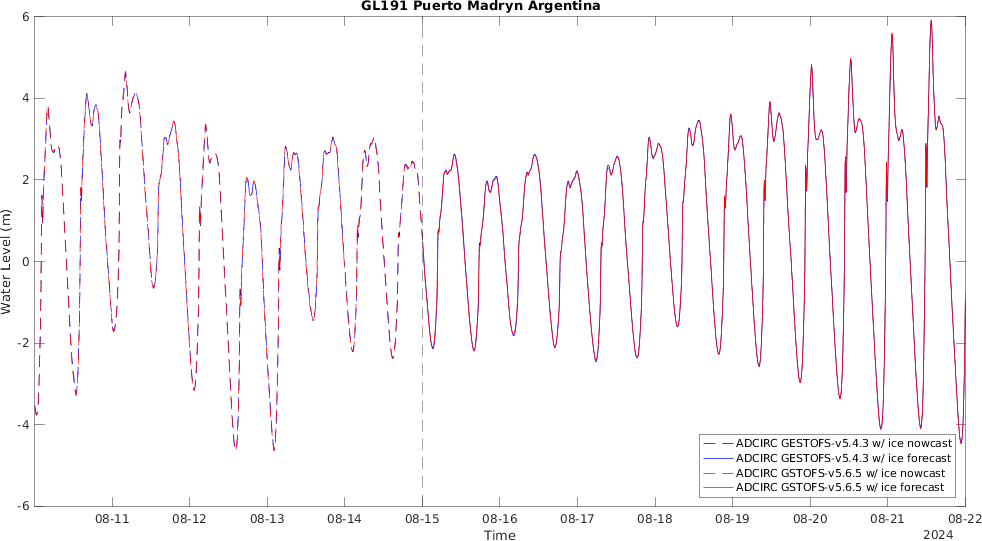 GL191 Puerto Madryn Argentina
Water Level (m)
6
4
2
0
-2
-4
-6
ADCIRC GESTOFS-v5.4.3 w/ ice nowcast
ADCIRC GESTOFS-v5.4.3 w/ ice forecast
ADCIRC GSTOFS-v5.6.5 w/ ice nowcast
ADCIRC GSTOFS-v5.6.5 w/ ice forecast
08-11 08-12 08-13 08-14 08-15 08-16 08-17 08-18 08-19 08-20 08-21 08-22
Time
2024